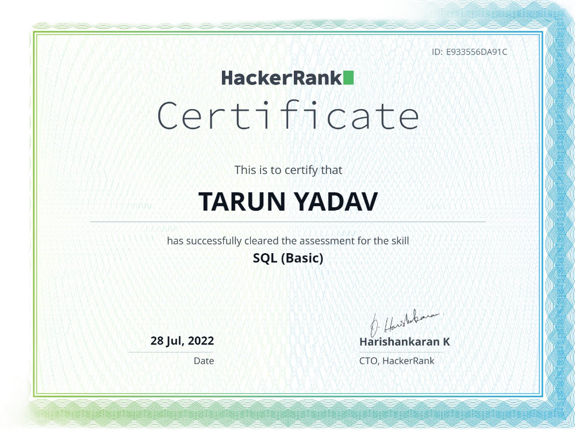 ID: E933556DA91C
HackerRank
Certificate
This is to certify that
TARUN YADAV
has successfully cleared the assessment for the skill
SQL (Basic)
28 Jul, 2022
Date
Harishankaran K
CTO, HackerRank